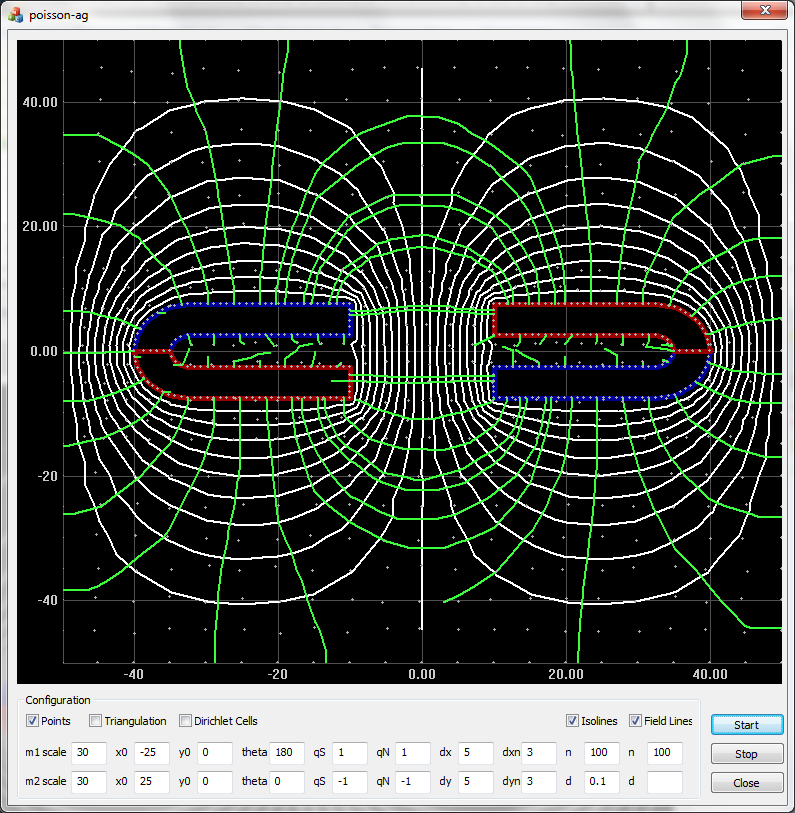 poisson-ag
40.00
20.00
0.00
-20
-40
-40 -20 0.00 20.00 40.00
Configuration
Points Triangulation Dirichlet Cells Isolines Field Lines Start
m1 scale 30 x0 -25 y0 0 theta 180 qS 1 qN 1 dx 5 dxn 3 n 100 n 100 Stop
m2 scale 30 x0 25 y0 0 theta 0 qS -1 qN -1 dy 5 dyn 3 d 0.1 d Close